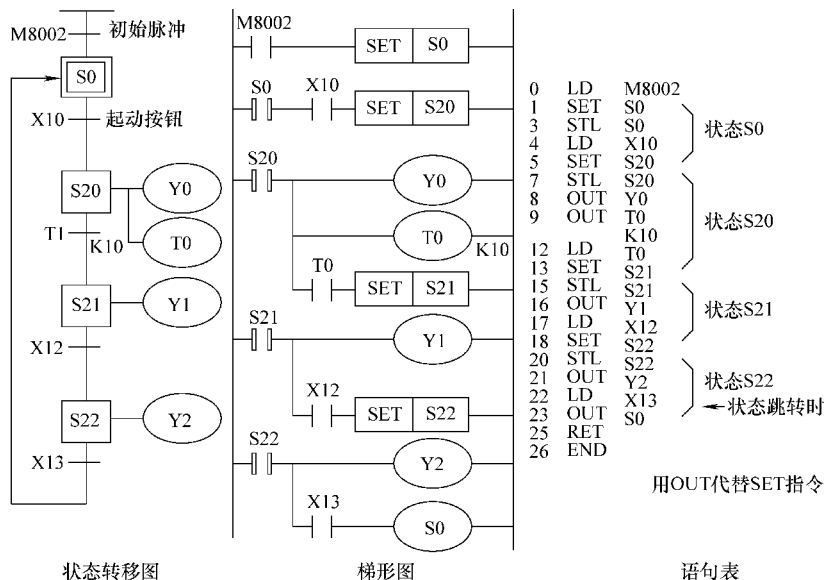 M8002 初始脉冲
S0
X10 起动按钮
S20 Y0
T1 K10 T0
S21 Y1
X12
S22 Y2
X13
状态转移图
M8002
SET S0
S0 X10
SET S20
S20
Y0
T0 K10
T0
SET S21
S21
Y1
X12
SET S22
S22
Y2
X13
S0
梯形图
0 LD M8002
1 SET S0
3 STL S0
4 LD X10
5 SET S20
7 STL S20
8 OUT Y0
9 OUT T0
K10
12 LD T0
13 SET S21
15 STL S21
16 OUT Y1
17 LD X12
18 SET S22
20 STL S22
21 OUT Y2
22 LD X13
23 OUT S0
25 RET
26 END
状态S0
状态S20
状态S21
状态S22
状态跳转时
用OUT代替SET指令
语句表